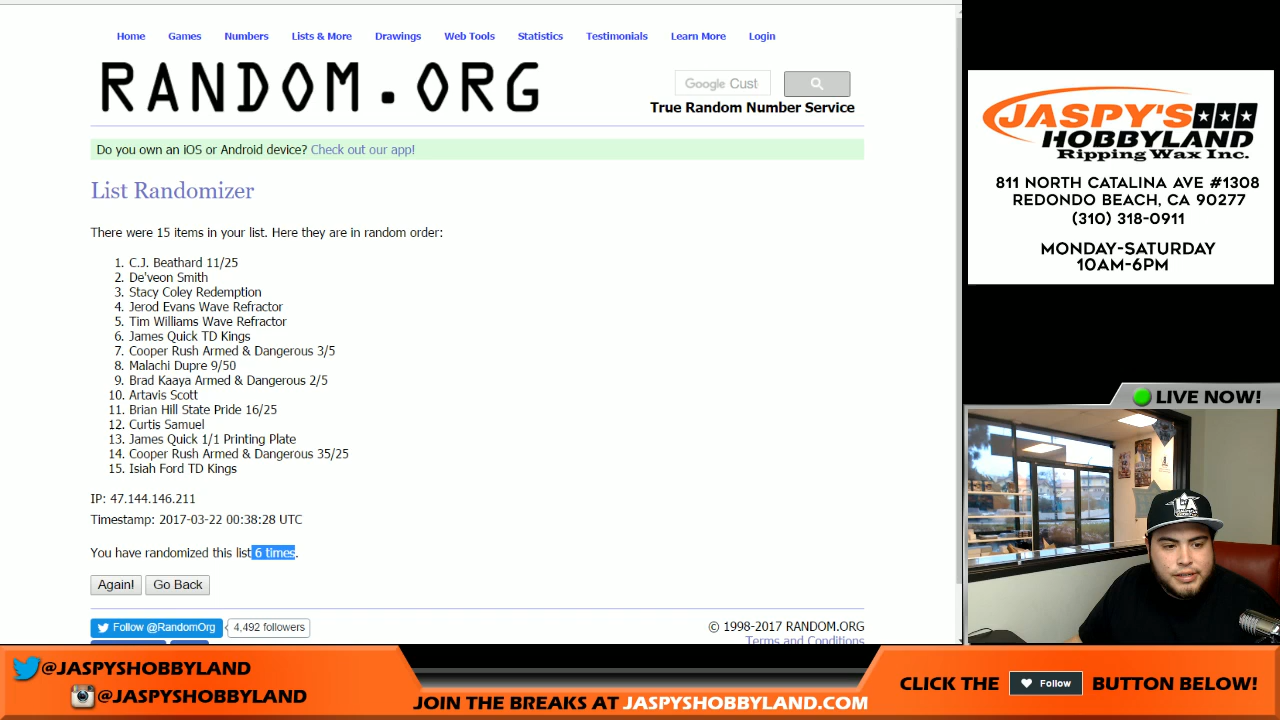 Home Games Numbers Lists & More Drawings Web Tools Statistics Testimonials Learn More Login
RANDOM.ORG
Google Cust
True Random Number Service
Do you own an iOS or Android device? Check out our app!
List Randomizer
There were 15 items in your list. Here they are in random order:
1. C.J. Beathard 11/25
2. De'veon Smith
3. Stacy Coley Redemption
4. Jerod Evans Wave Refractor
5. Tim Williams Wave Refractor
6. James Quick TD Kings
7. Cooper Rush Armed & Dangerous 3/5
8. Malachi Dupre 9/50
9. Brad Kaaya Armed & Dangerous 2/5
10. Artavis Scott
11. Brian Hill State Pride 16/25
12. Curtis Samuel
13. James Quick 1/1 Printing Plate
14. Cooper Rush Armed & Dangerous 35/25
15. Isiah Ford TD Kings
IP: 47.144.146.211
Timestamp: 2017-03-22 00:38:28 UTC
You have randomized this list 6 times.
Again! Go Back
Follow @RandomOrg 4,492 followers
© 1998-2017 RANDOM.ORG
Terms and Conditions
JASPY'S
HOBBYLAND
Ripping Wax Inc.
811 NORTH CATALINA AVE #1308
REDONDO BEACH, CA 90277
(310) 318-0911
MONDAY-SATURDAY
10AM-6PM
LIVE NOW!
@JASPYSHOBBYLAND
@JASPYSHOBBYLAND
JOIN THE BREAKS AT JASPYSHOBBYLAND.COM
CLICK THE Follow BUTTON BELOW!